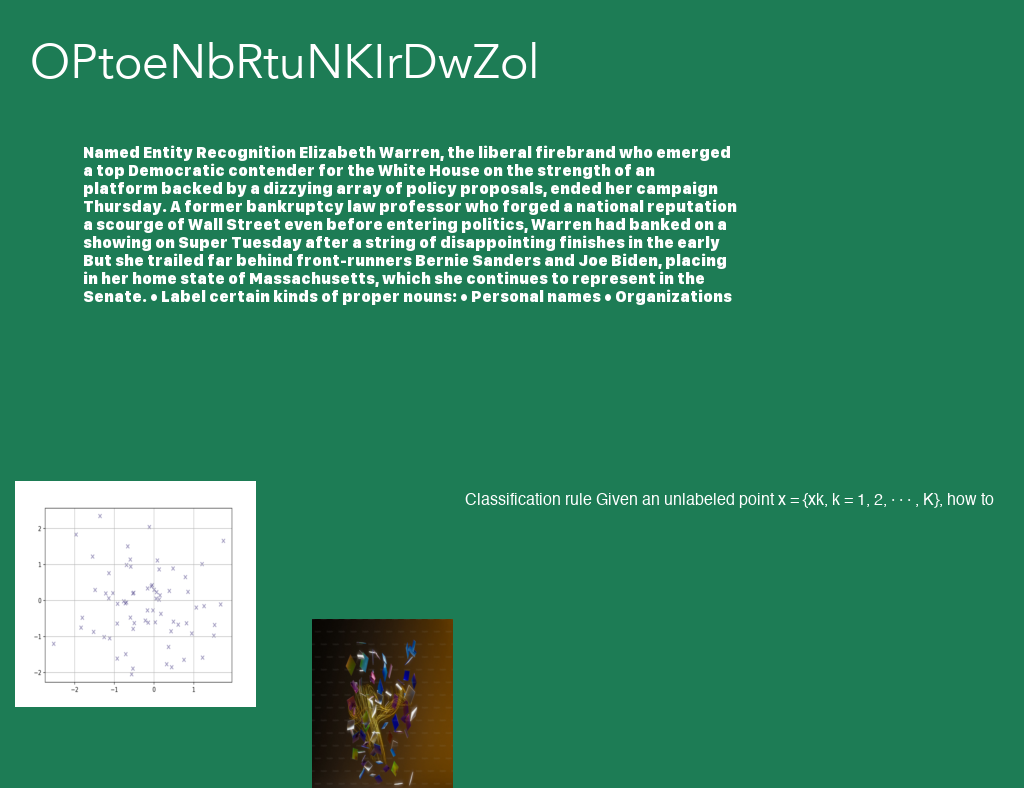 OPtoeNbRtuNKIrDwZol
Named Entity Recognition Elizabeth Warren, the liberal firebrand who emerged
a top Democratic contender for the White House on the strength of an
platform backed by a dizzying array of policy proposals, ended her campaign
Thursday. A former bankruptcy law professor who forged a national reputation
a scourge of Wall Street even before entering politics, Warren had banked on a
showing on Super Tuesday after a string of disappointing finishes in the early
But she trailed far behind front-runners Bernie Sanders and Joe Biden, placing
in her home state of Massachusetts, which she continues to represent in the
Senate. • Label certain kinds of proper nouns: • Personal names • Organizations
Classification rule Given an unlabeled point x = {xk, k = 1, 2, · · · , K}, how to
2
1
0
−1
−2
−2 −1 0 1